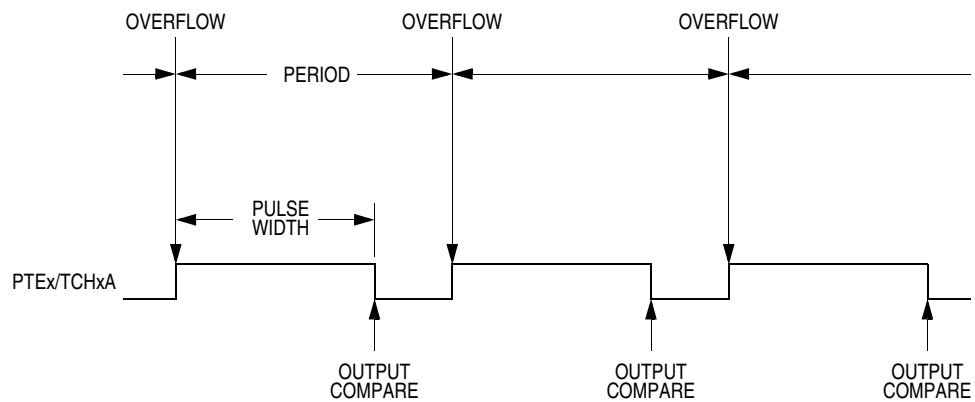 OVERFLOW
OVERFLOW
OVERFLOW
PERIOD
PULSE
WIDTH
PTEx/TCHxA
OUTPUT
COMPARE
OUTPUT
COMPARE
OUTPUT
COMPARE